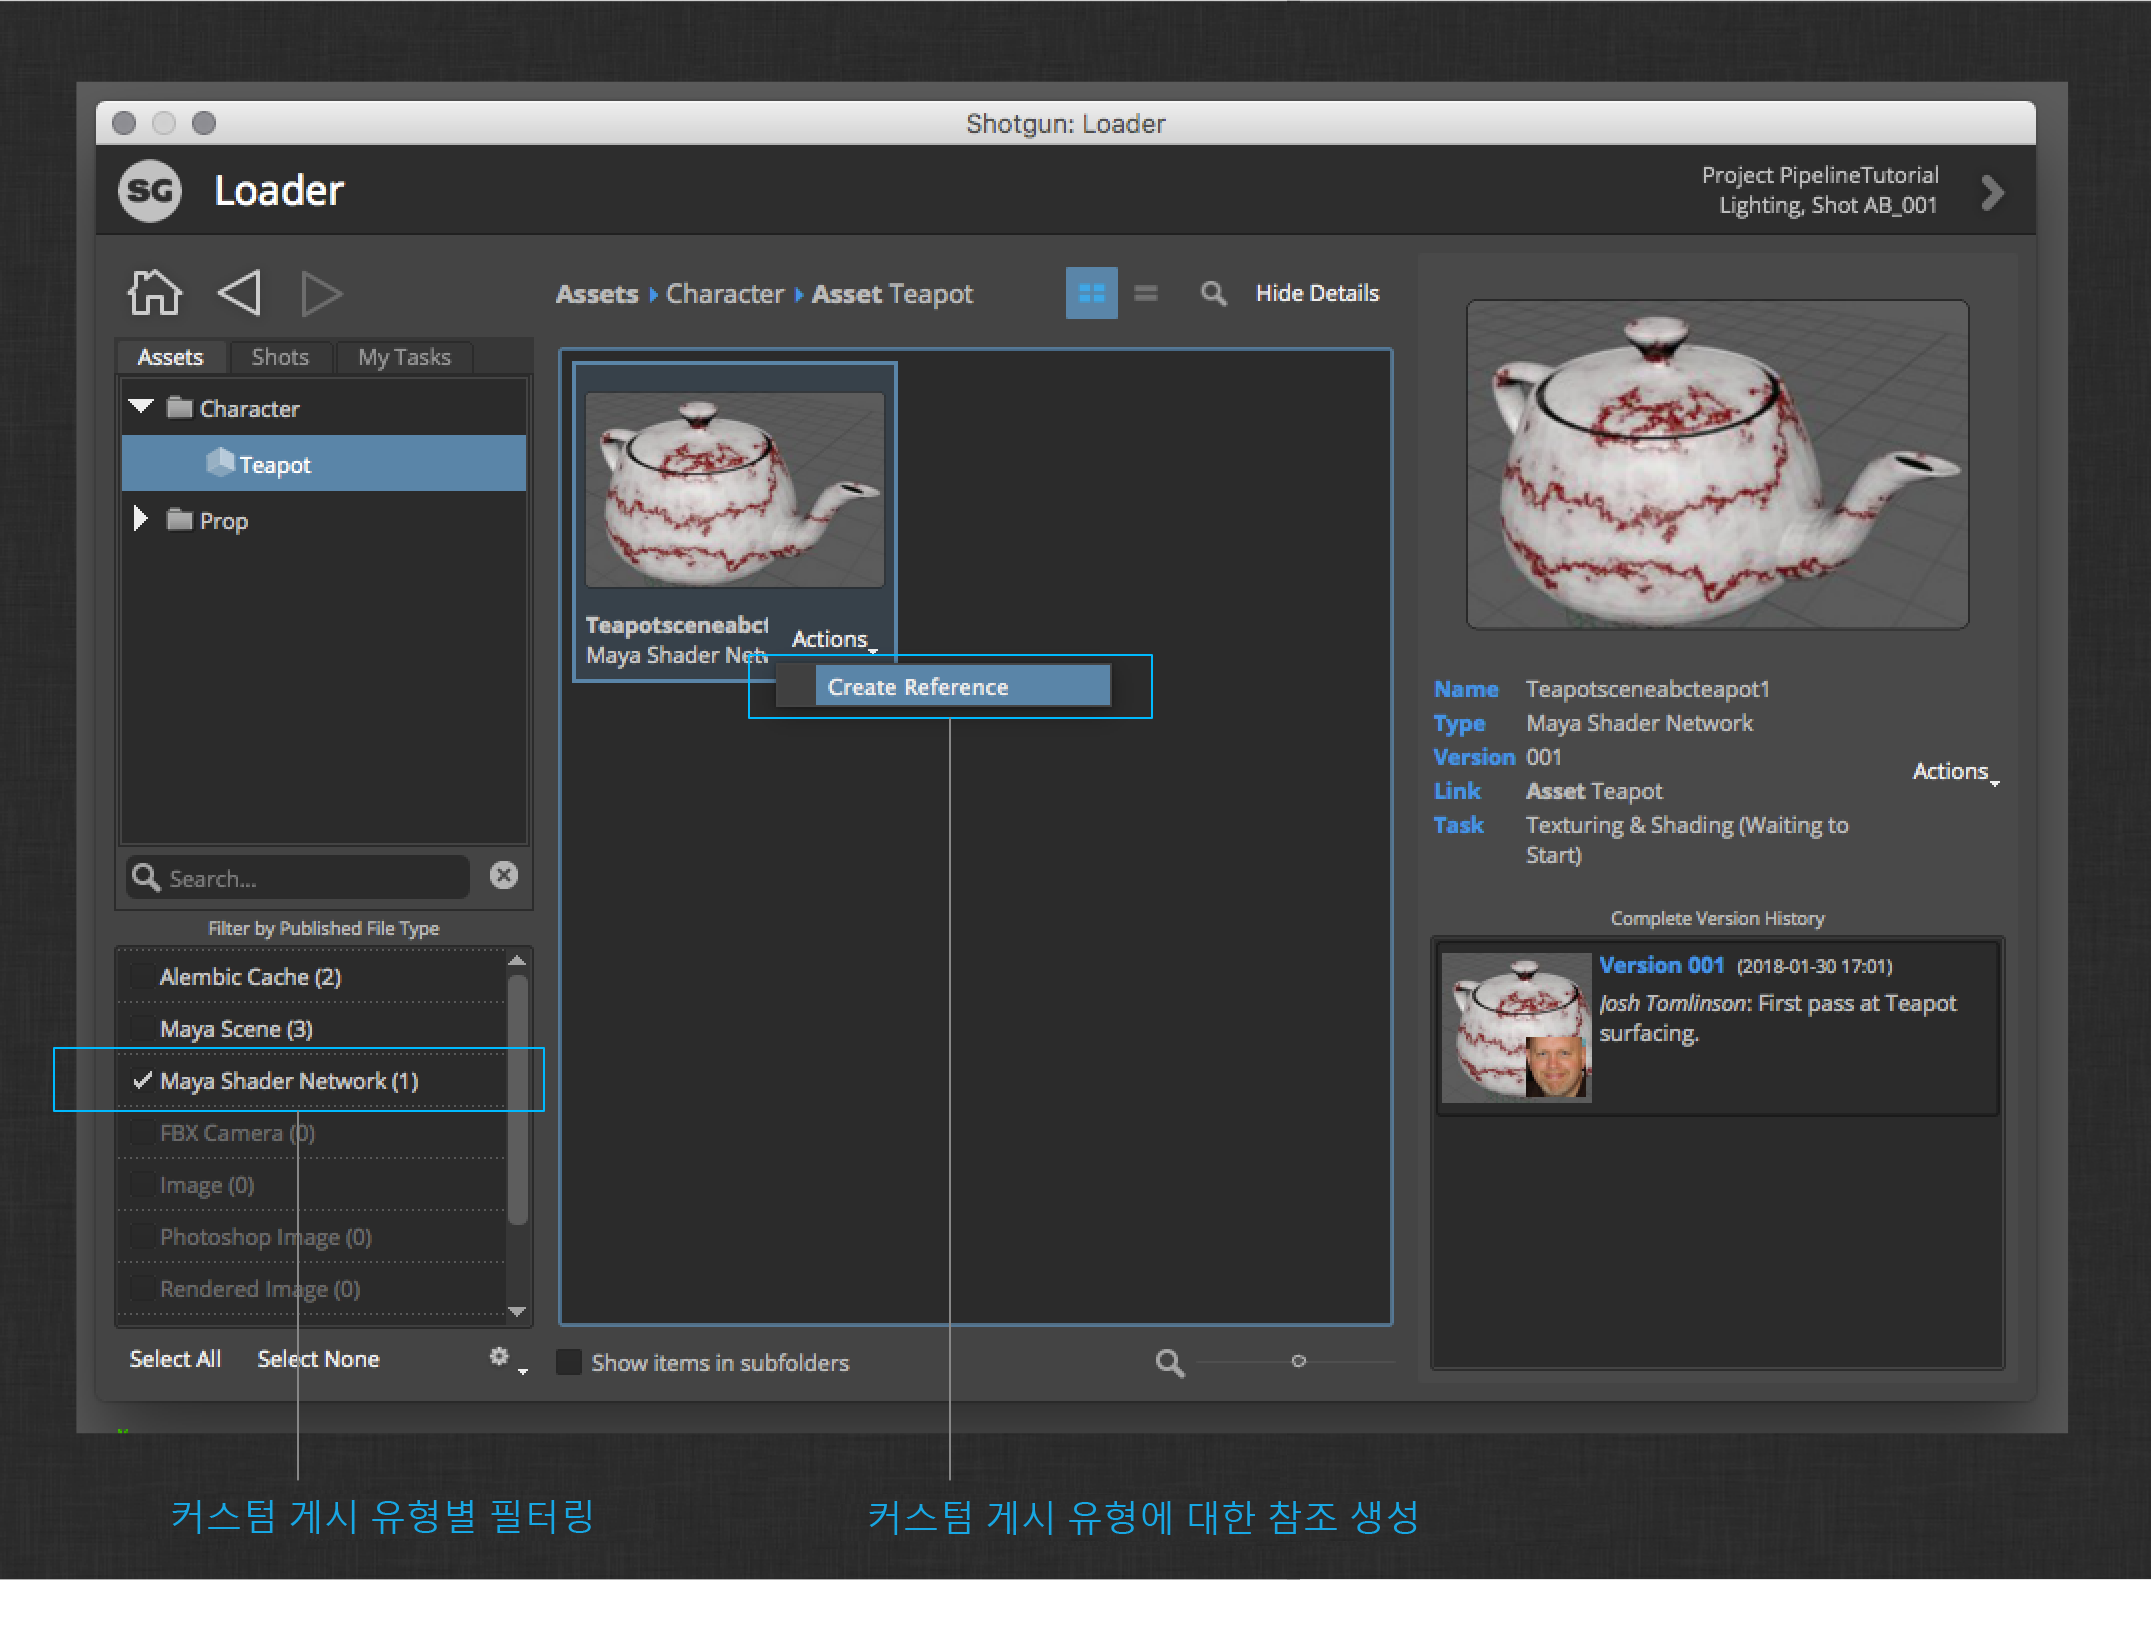 Shotgun: Loader
SG
Loader
Project PipelineTutorial
Lighting, Shot AB_001
Assets Character Asset Teapot
Hide Details
Assets
Shots
My Tasks
Character
Teapot
Prop
Search...
Filter by Published File Type
Alembic Cache (2)
Maya Scene (3)
Maya Shader Network (1)
FBX Camera (0)
Image (0)
Photoshop Image (0)
Rendered Image (0)
Select All
Select None
Teapotsceneabct
Maya Shader Netw
Actions
Create Reference
Show items in subfolders
Name Teapotsceneabcteapot1
Type Maya Shader Network
Version 001
Link Asset Teapot
Task Texturing & Shading (Waiting to
Start)
Actions
Complete Version History
Version 001 (2018-01-30 17:01)
Josh Tomlinson: First pass at Teapot
surfacing.
커스텀 게시 유형별 필터링
커스텀 게시 유형에 대한 참조 생성